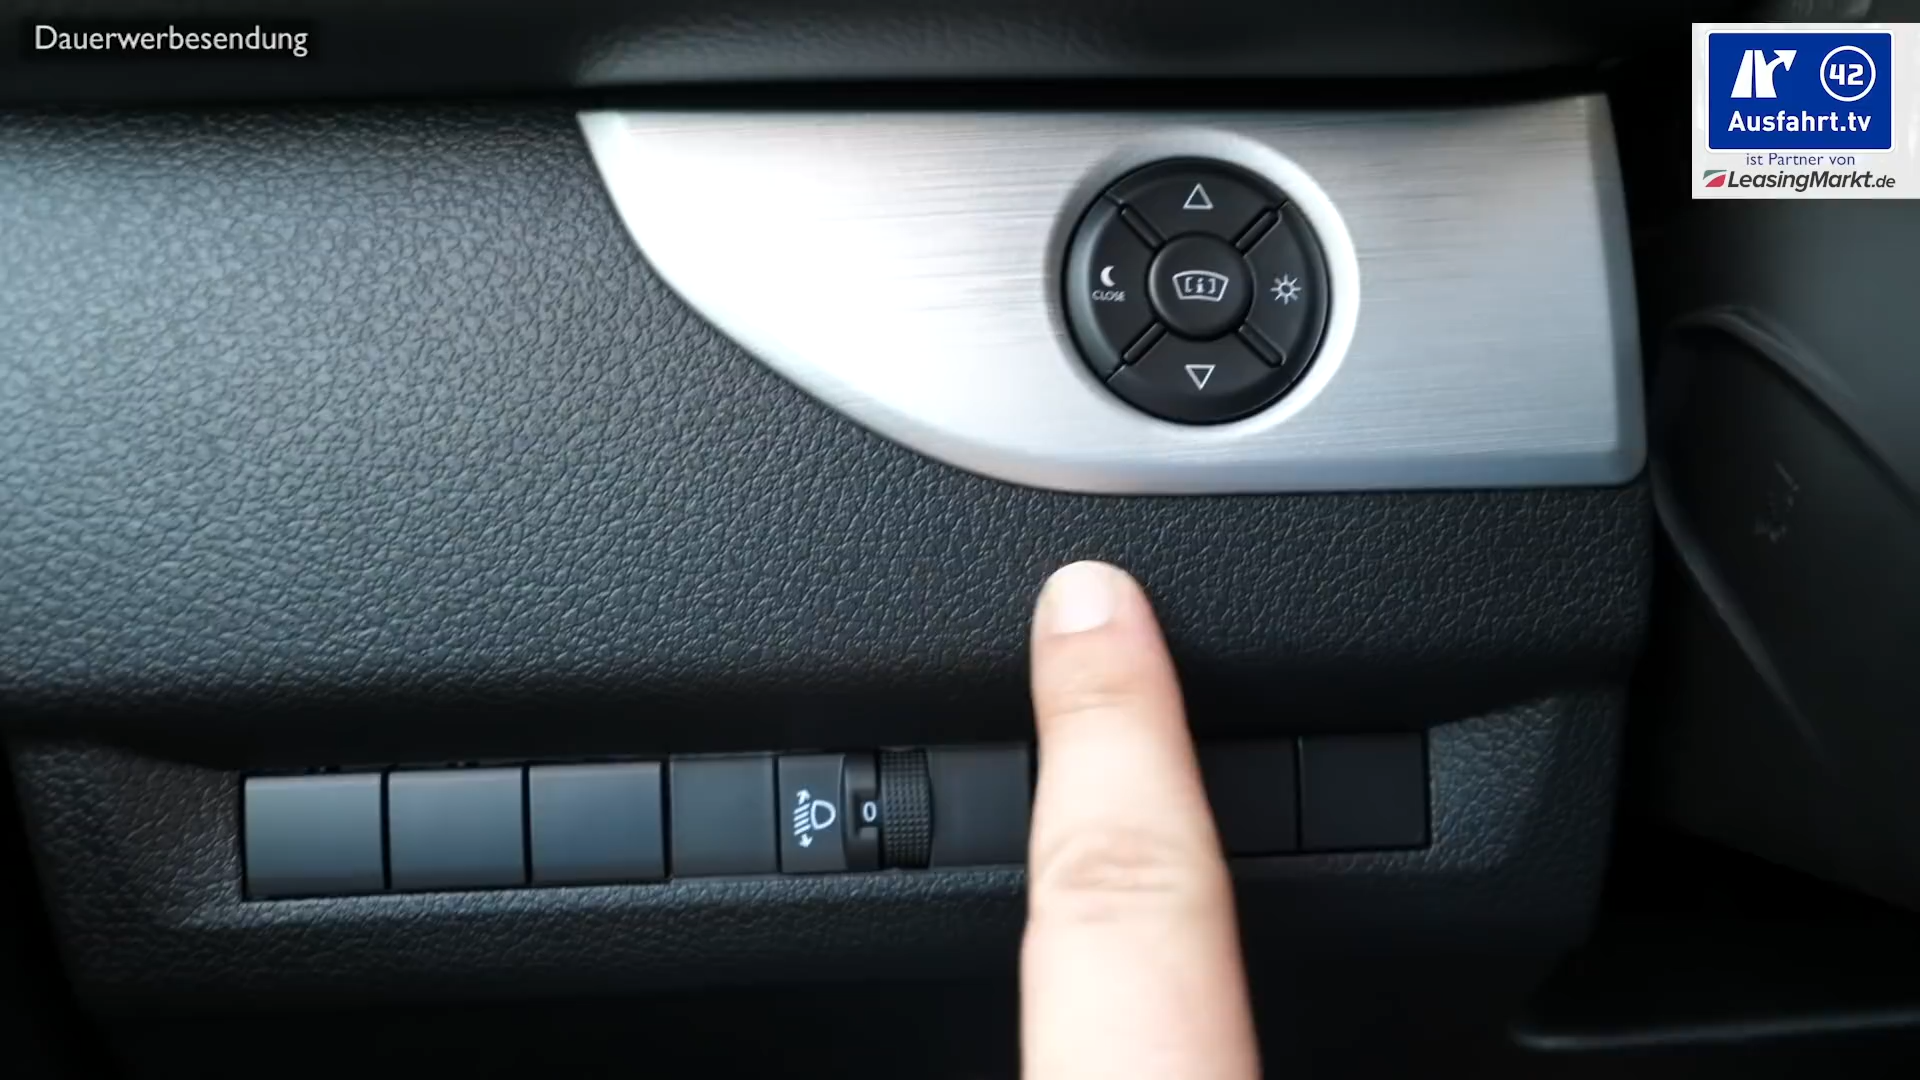 Dauerwerbesendung
42
Ausfahrt.tv
ist Partner von
LeasingMarkt.de
CLOSE
[i]
0